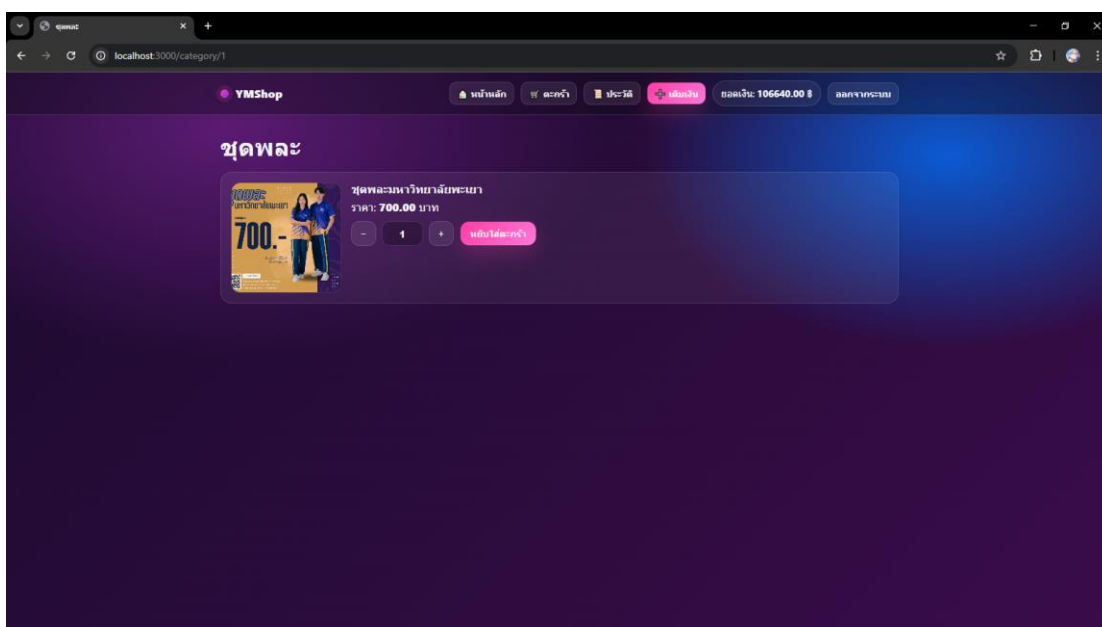 ชุดพละ
localhost:3000/category/1
YMShop
หน้าหลัก
ตะกร้า
ประวัติ
เติมเงิน
ยอดเงิน: 106640.00 ฿
ออกจากระบบ
ชุดพละ
ชุดพละ
มหาวิทยาลัยพะเยา
700.-
ชุดพละมหาวิทยาลัยพะเยา
ราคา: 700.00 บาท
- 1 +
หยิบใส่ตะกร้า